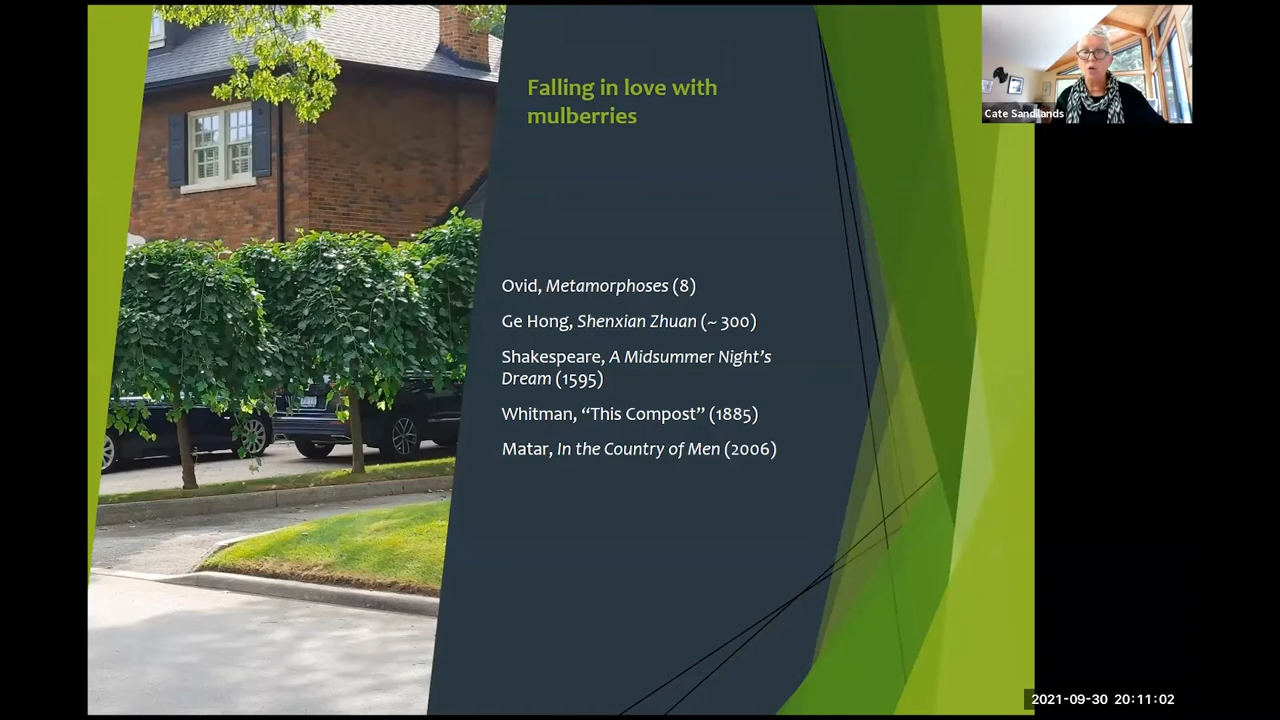 Falling in love with
mulberries
Cate Sandilands
Ovid, Metamorphoses (8)
Ge Hong, Shenxian Zhuan (~ 300)
Shakespeare, A Midsummer Night's
Dream (1595)
Whitman, “This Compost” (1885)
Matar, In the Country of Men (2006)
2021-09-30 20:11:02